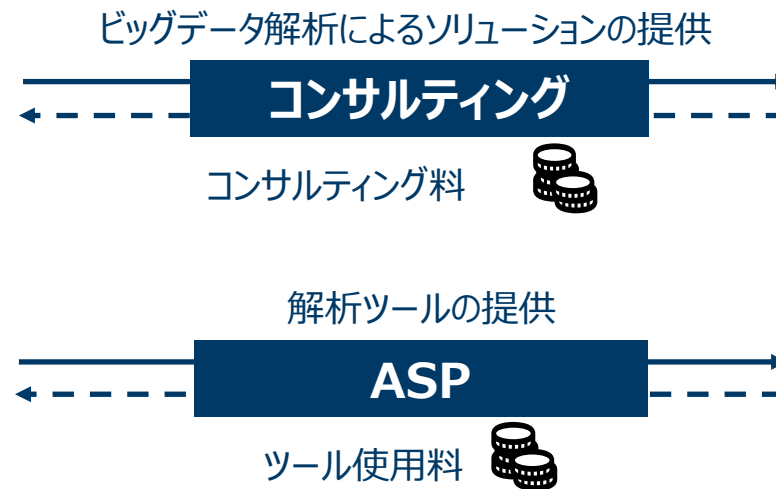 ビッグデータ解析によるソリューションの提供
コンサルティング
コンサルティング料
解析ツールの提供
ASP
ツール使用料